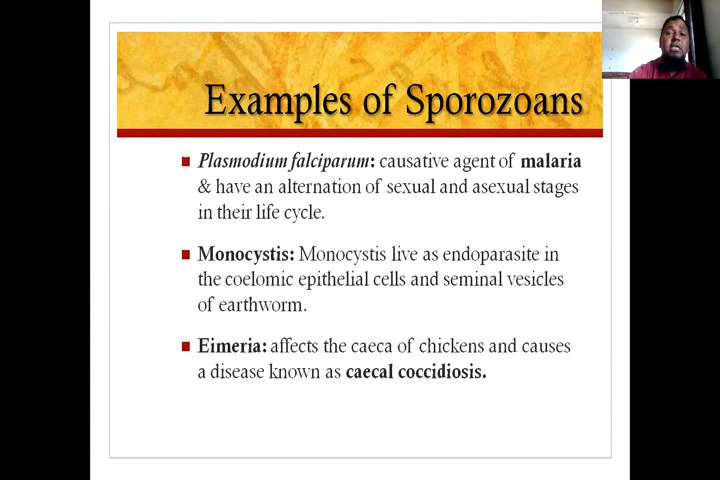 Examples of Sporozoans
■ Plasmodium falciparum: causative agent of malaria
& have an alternation of sexual and asexual stages
in their life cycle.
■ Monocystis: Monocystis live as endoparasite in
the coelomic epithelial cells and seminal vesicles
of earthworm.
■ Eimeria: affects the caeca of chickens and causes
a disease known as caecal coccidiosis.